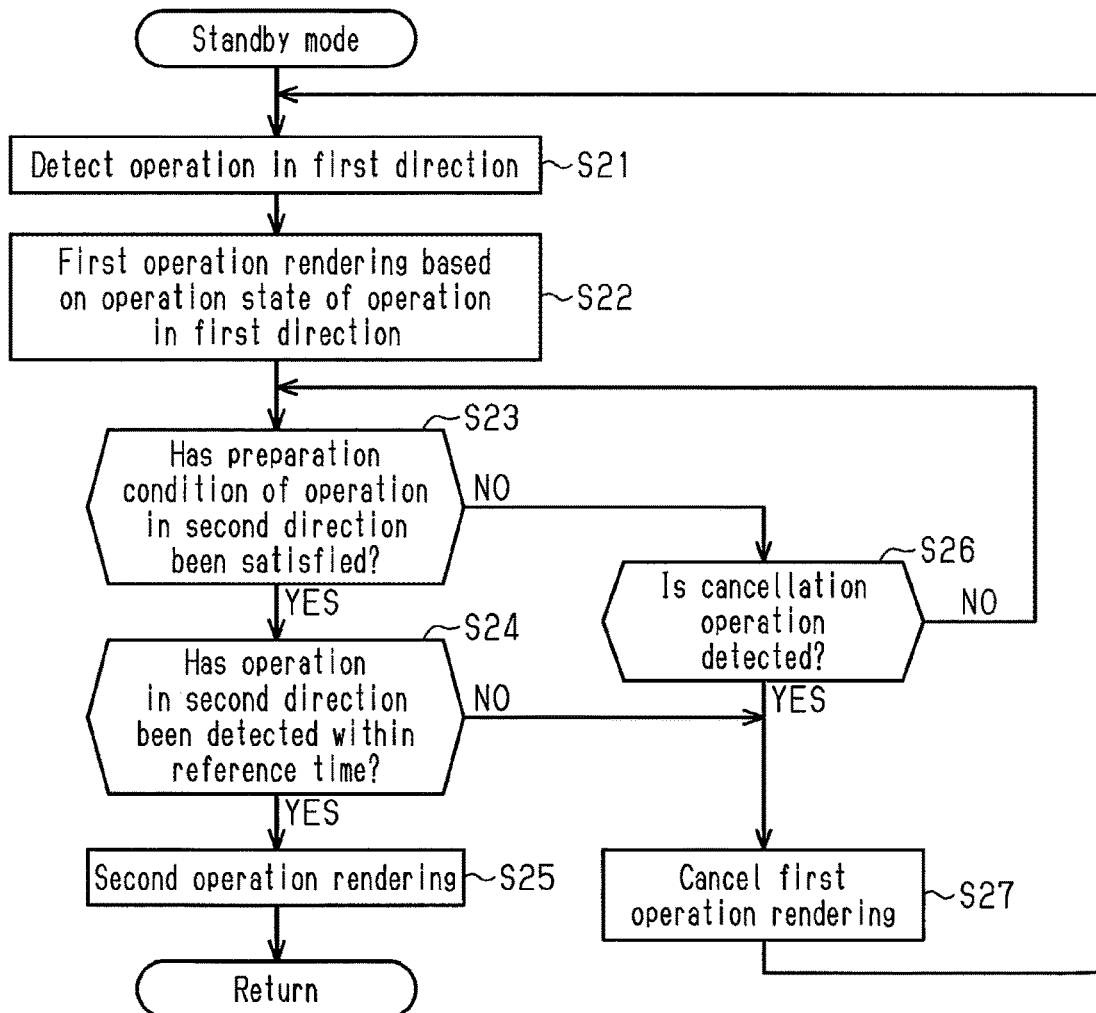 Standby mode
Detect operation in first direction
S21
First operation rendering based
on operation state of operation
in first direction
S22
S23
Has preparation
condition of operation
in second direction
been satisfied?
NO
YES
S26
Is cancellation
operation
detected?
NO
YES
S24
Has operation
in second direction
been detected within
reference time?
NO
YES
Second operation rendering
S25
Cancel first
operation rendering
S27
Return